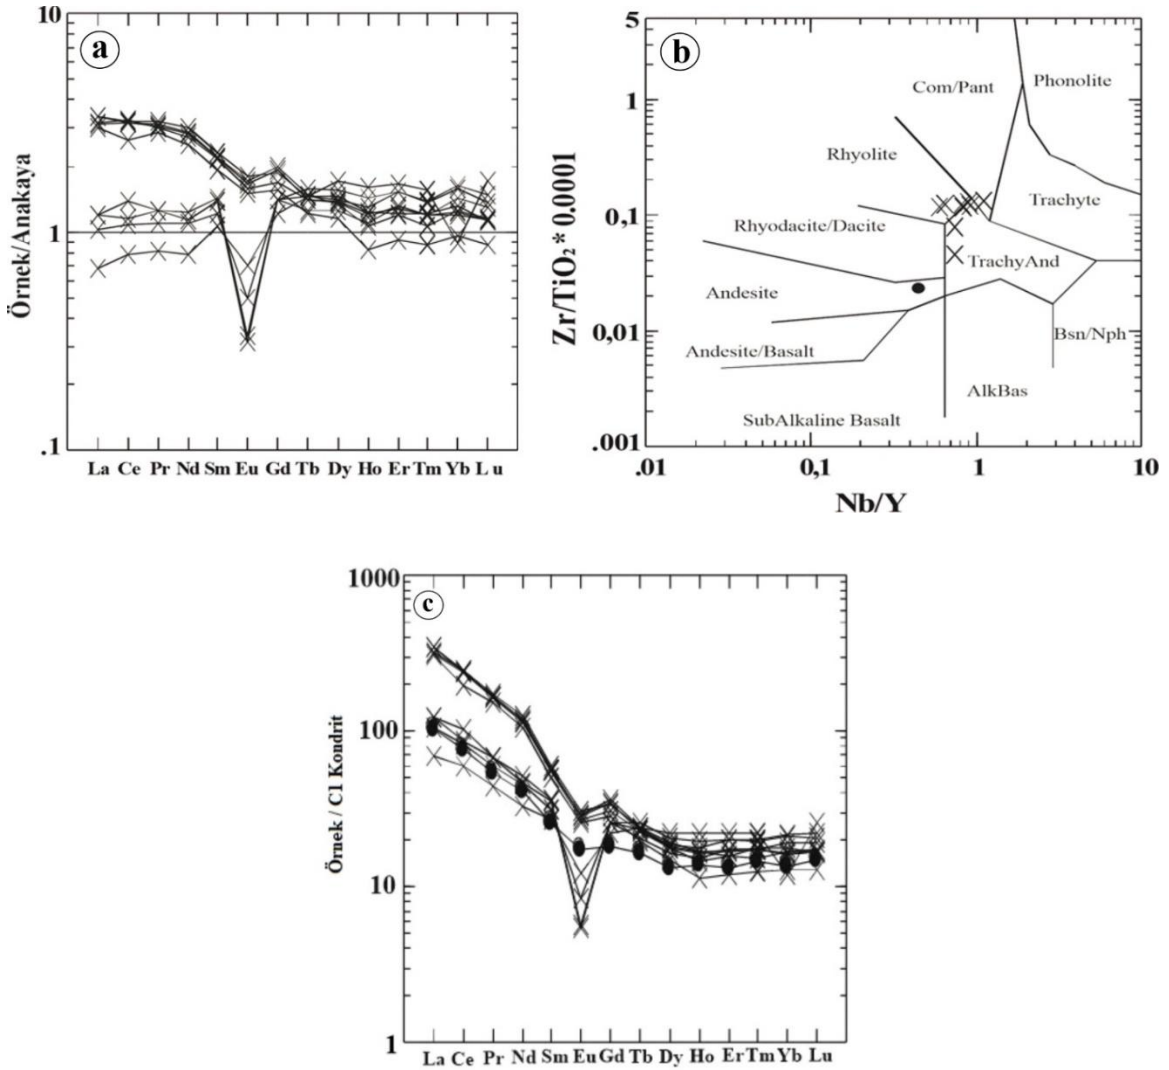 a
10
1
.1
Örnek/Anakaya
La Ce Pr Nd Sm Eu Gd Tb Dy Ho Er Tm Yb Lu
b
5
1
0,1
0,01
.001
Zr/TiO₂ * 0.0001
Com/Pant
Phonolite
Rhyolite
Trachyte
Rhyodacite/Dacite
TrachyAnd
Andesite
Bsn/Nph
Andesite/Basalt
AlkBas
SubAlkaline Basalt
.01 0,1 1 10
Nb/Y
c
1000
100
10
1
Örnek / C1 Kondrit
La Ce Pr Nd Sm Eu Gd Tb Dy Ho Er Tm Yb Lu